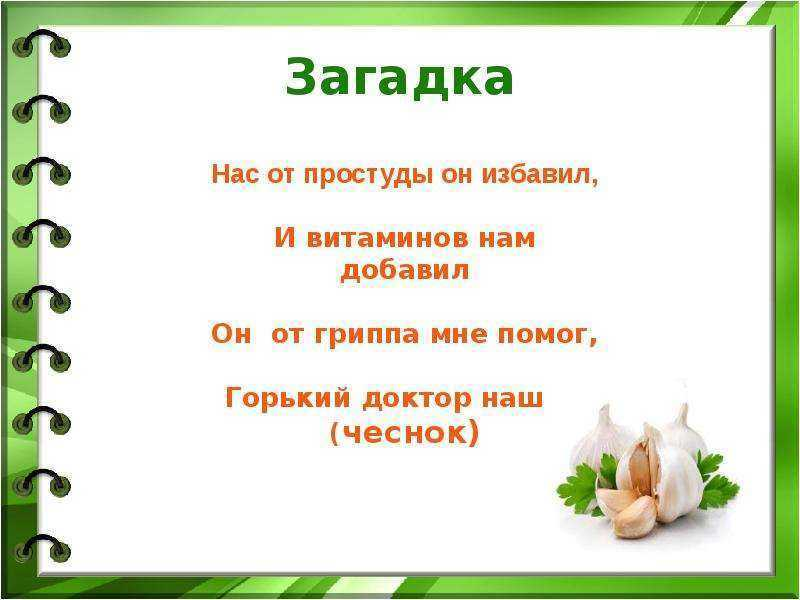 Загадка
Нас от простуды он избавил,
И витаминов нам
добавил
Он  от гриппа мне помог,
Горький доктор наш
(чеснок)